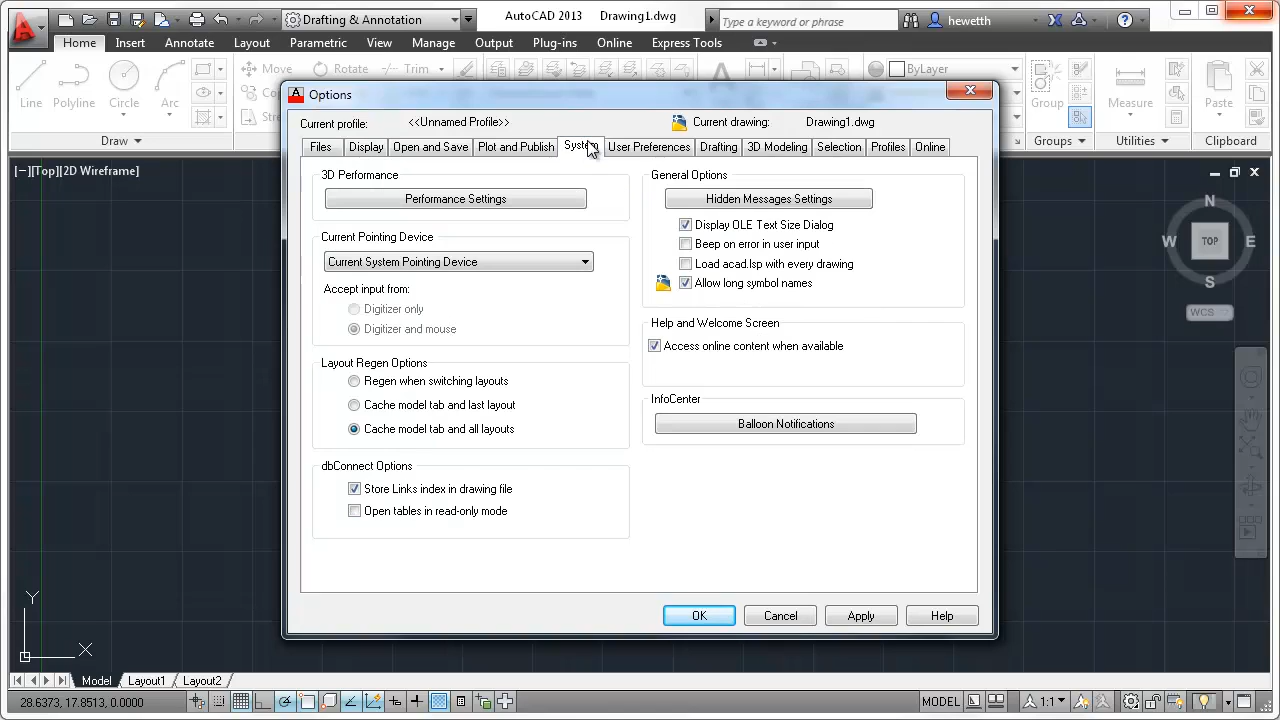 Drafting & Annotation
AutoCAD 2013 Drawing1.dwg
Type a keyword or phrase
hewetth
Home Insert Annotate Layout Parametric View Manage Output Plug-ins Online Express Tools
Move Rotate Trim
ByLayer
Line Polyline Circle Arc
Group Measure Paste
Draw
Groups Utilities Clipboard
Options
Current profile: <<Unnamed Profile>> Current drawing: Drawing1.dwg
Files Display Open and Save Plot and Publish System User Preferences Drafting 3D Modeling Selection Profiles Online
[−][Top][2D Wireframe]
3D Performance
Performance Settings
Current Pointing Device
Current System Pointing Device
Accept input from:
Digitizer only
Digitizer and mouse
Layout Regen Options
Regen when switching layouts
Cache model tab and last layout
Cache model tab and all layouts
dbConnect Options
Store Links index in drawing file
Open tables in read-only mode
General Options
Hidden Messages Settings
Display OLE Text Size Dialog
Beep on error in user input
Load acad.lsp with every drawing
Allow long symbol names
Help and Welcome Screen
Access online content when available
InfoCenter
Balloon Notifications
OK Cancel Apply Help
N
W TOP E
S
WCS
Y
X
Model Layout1 Layout2
28.6373, 17.8513, 0.0000
MODEL
1:1